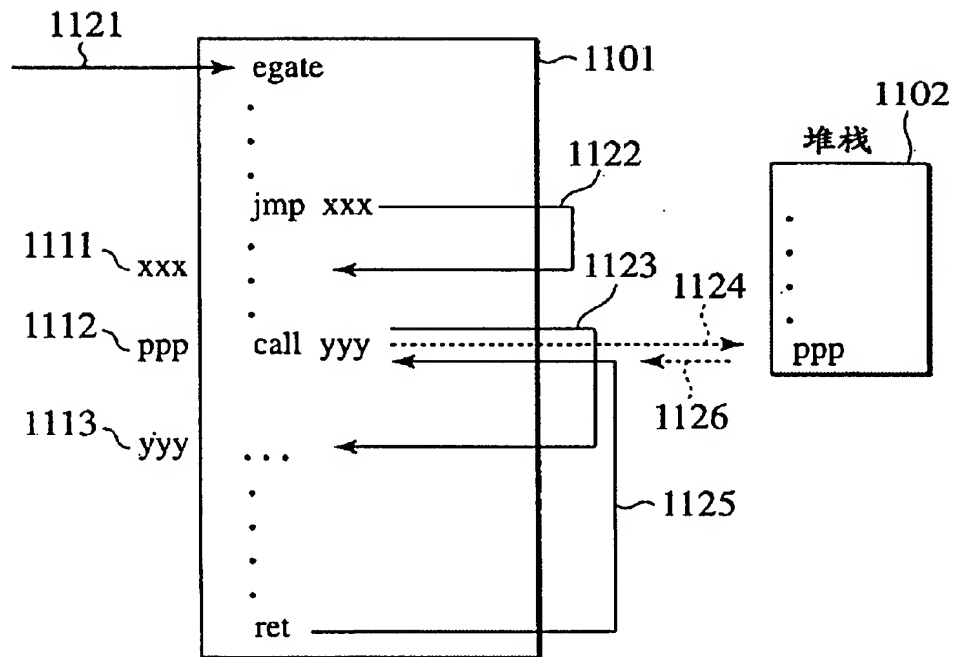 1121
egate
1101
1102
堆栈
1122
jmp xxx
1111
xxx
1123
1124
1112
ppp
call yyy
ppp
1126
1113
yyy
1125
ret